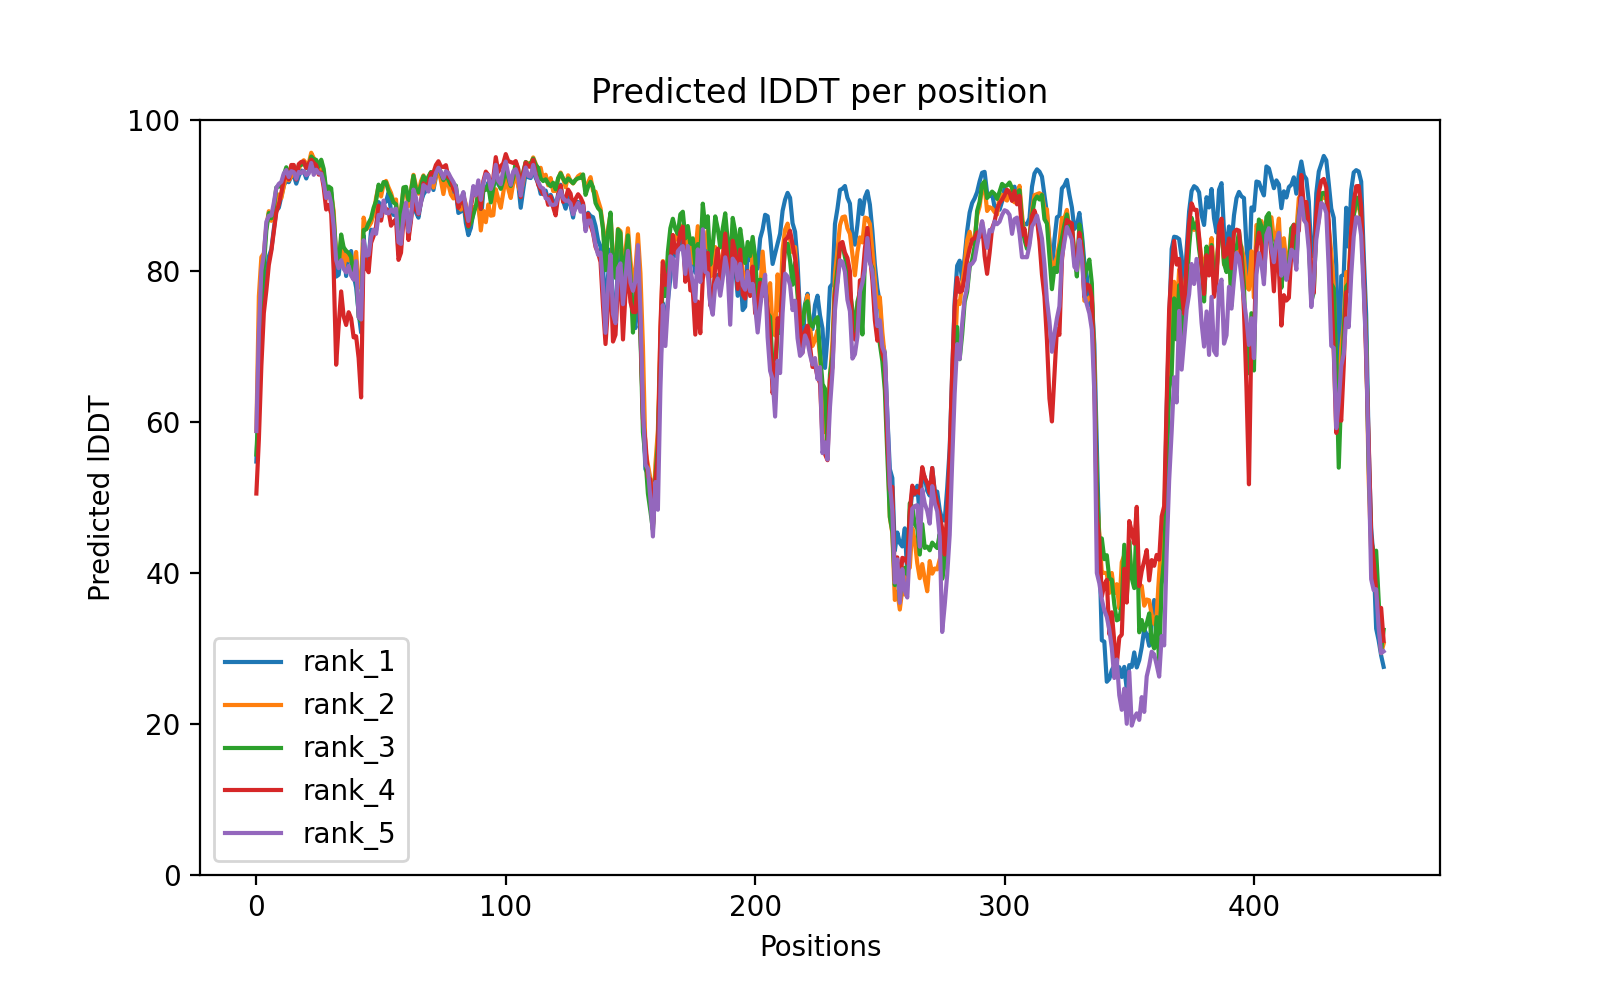 Predicted lDDT per position
100
80
60
40
20
0
Predicted lDDT
rank_1
rank_2
rank_3
rank_4
rank_5
0 100 200 300 400
Positions